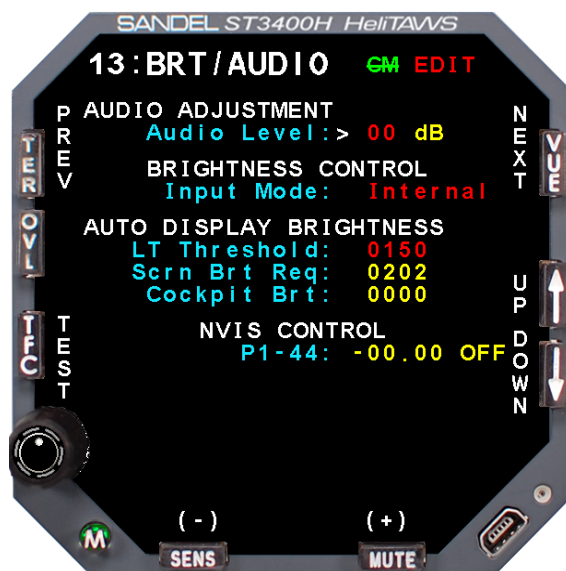 SANDEL ST3400H HeliTAWS
13:BRT/AUDIO GM EDIT
PREV
NEXT
AUDIO ADJUSTMENT
Audio Level:> 00 dB
BRIGHTNESS CONTROL
Input Mode: Internal
AUTO DISPLAY BRIGHTNESS
LT Threshold: 0150
Scrn Brt Req: 0202
Cockpit Brt: 0000
NVIS CONTROL
P1-44: -00.00 OFF
TER
OVL
TFC
TEST
VUE
UP
DOWN
M
(-)
(+)
SENS
MUTE